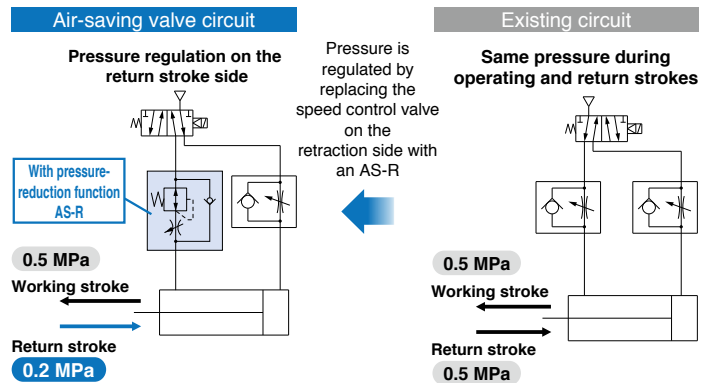 Air-saving valve circuit
Pressure regulation on the
return stroke side
With pressure-
reduction function
AS-R
0.5 MPa
Working stroke
Return stroke
0.2 MPa
Pressure is
regulated by
replacing the
speed control valve
on the
retraction side with
an AS-R
Existing circuit
Same pressure during
operating and return strokes
0.5 MPa
Working stroke
Return stroke
0.5 MPa